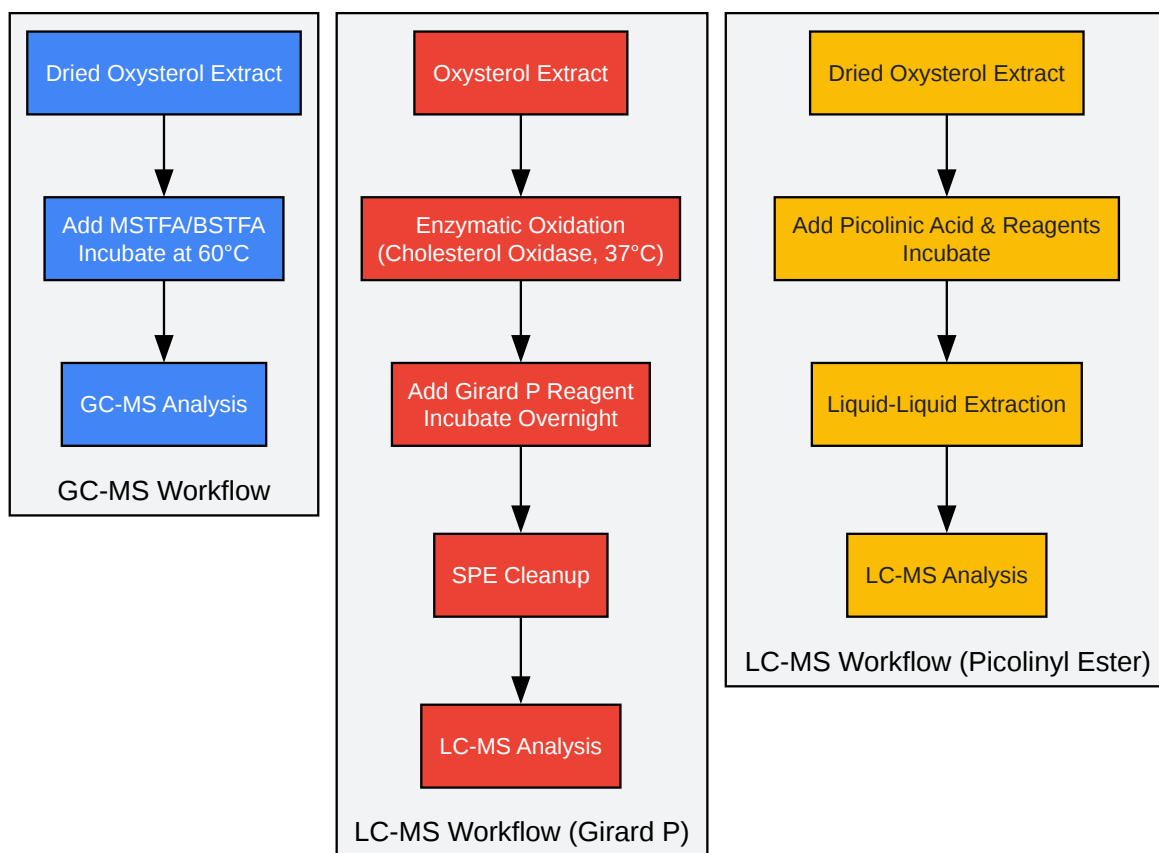 Dried Oxysterol Extract
Add MSTFA/BSTFA
Incubate at 60°C
GC-MS Analysis
GC-MS Workflow
Oxysterol Extract
Enzymatic Oxidation
(Cholesterol Oxidase, 37°C)
Add Girard P Reagent
Incubate Overnight
SPE Cleanup
LC-MS Analysis
LC-MS Workflow (Girard P)
Dried Oxysterol Extract
Add Picolinic Acid & Reagents
Incubate
Liquid-Liquid Extraction
LC-MS Analysis
LC-MS Workflow (Picolinyl Ester)